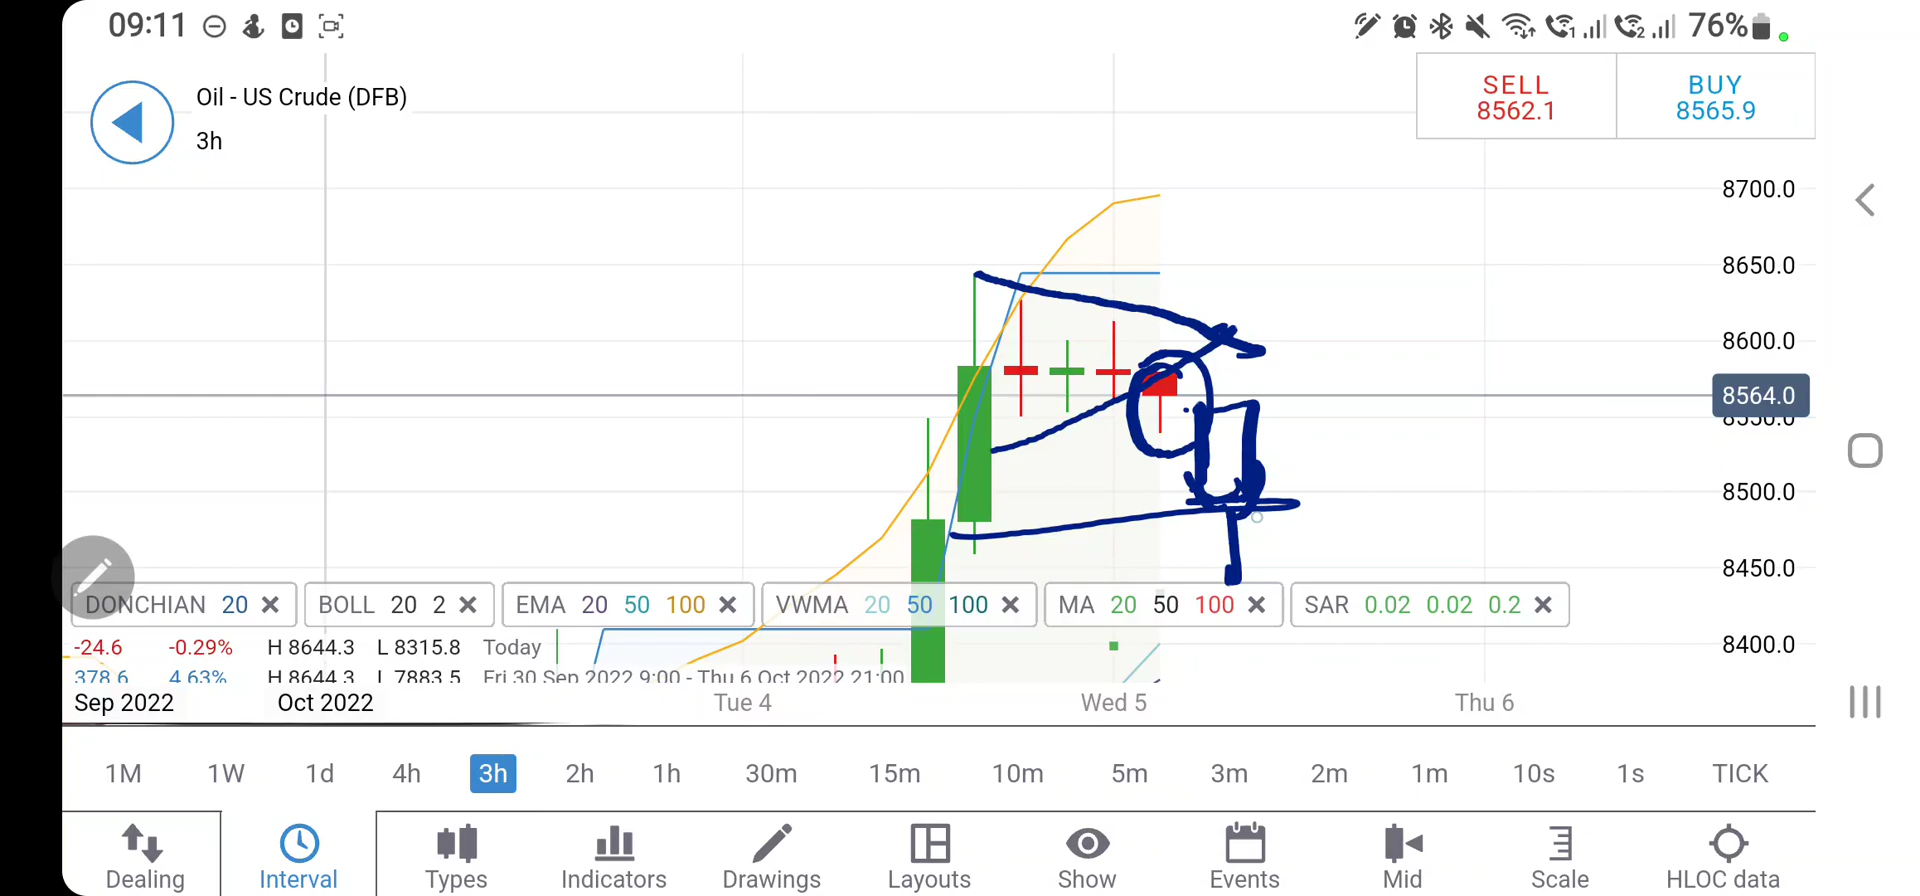 09:11
76%
Oil - US Crude (DFB)
3h
SELL
8562.1
BUY
8565.9
8700.0
8650.0
8600.0
8564.0
8550.0
8500.0
8450.0
8400.0
DONCHIAN 20 ×
BOLL 20 2 ×
EMA 20 50 100 ×
VWMA 20 50 100 ×
MA 20 50 100 ×
SAR 0.02 0.02 0.2 ×
-24.6 -0.29% H 8644.3 L 8315.8 Today
378.6 4.63% H 8644.3 L 7883.5 Fri 30 Sep 2022 9:00 - Thu 6 Oct 2022 21:00
Sep 2022 Oct 2022 Tue 4 Wed 5 Thu 6
1M 1W 1d 4h 3h 2h 1h 30m 15m 10m 5m 3m 2m 1m 10s 1s TICK
Dealing Interval Types Indicators Drawings Layouts Show Events Mid Scale HLOC data